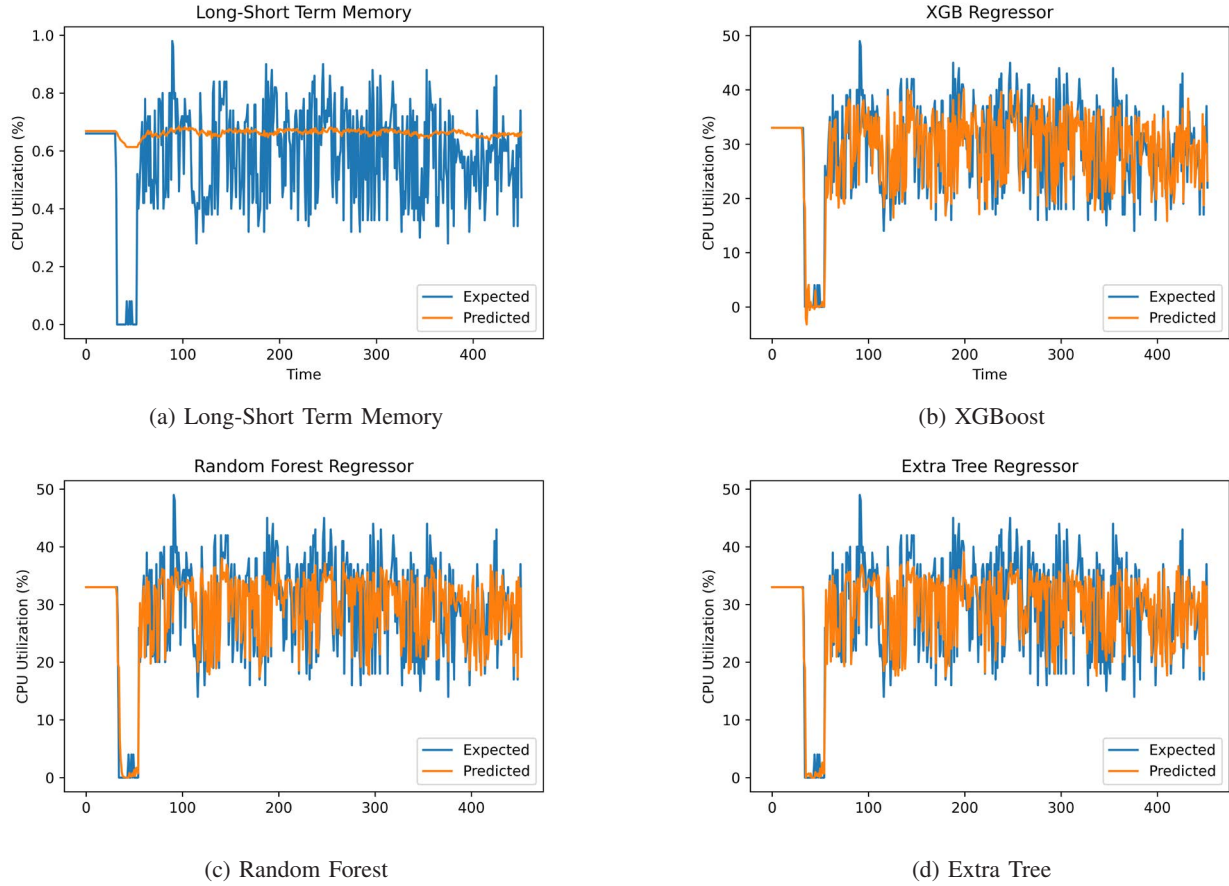 Long-Short Term Memory
CPU Utilization (%)
1.0
0.8
0.6
0.4
0.2
0.0
0 100 200 300 400
Time
Expected
Predicted
(a) Long-Short Term Memory
XGB Regressor
CPU Utilization (%)
50
40
30
20
10
0
0 100 200 300 400
Time
Expected
Predicted
(b) XGBoost
Random Forest Regressor
CPU Utilization (%)
50
40
30
20
10
0
0 100 200 300 400
Expected
Predicted
(c) Random Forest
Extra Tree Regressor
CPU Utilization (%)
50
40
30
20
10
0
0 100 200 300 400
Expected
Predicted
(d) Extra Tree